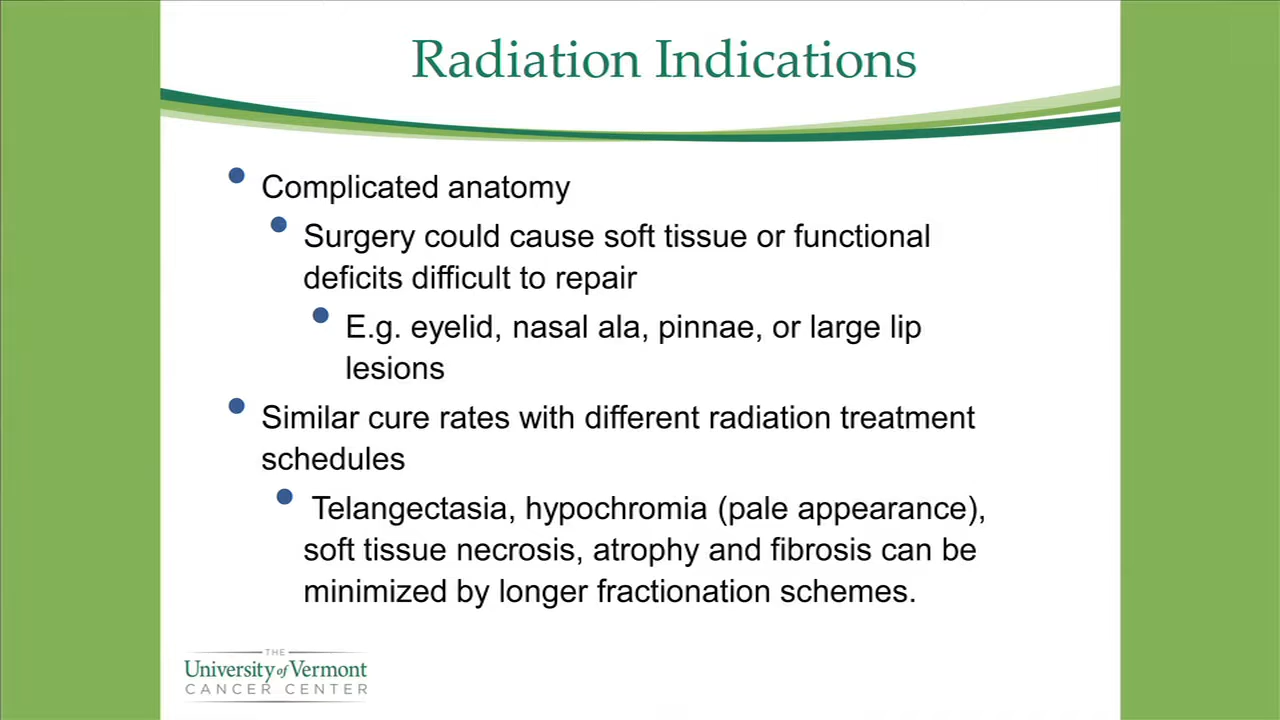 Radiation Indications
Complicated anatomy
Surgery could cause soft tissue or functional
deficits difficult to repair
E.g. eyelid, nasal ala, pinnae, or large lip
lesions
Similar cure rates with different radiation treatment
schedules
Telangectasia, hypochromia (pale appearance),
soft tissue necrosis, atrophy and fibrosis can be
minimized by longer fractionation schemes.
THE
University of Vermont
CANCER CENTER